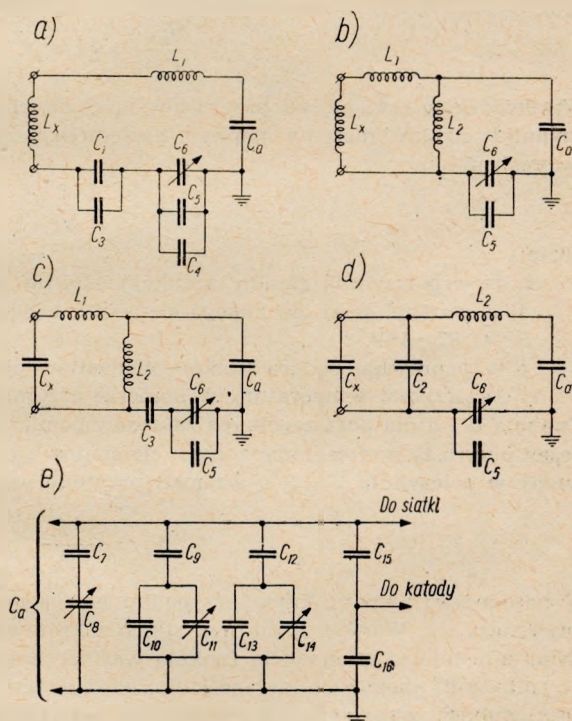 a)
L₁
Lₓ
Cₐ
C₁
C₃
C₆
C₅
C₄
b)
L₁
Lₓ
L₂
Cₐ
C₆
C₅
c)
L₁
Cₓ
L₂
C₃
C₆
C₅
Cₐ
d)
L₂
Cₓ
C₂
C₆
C₅
Cₐ
e)
Do siatki
Cₐ
C₇
C₈
C₉
C₁₀
C₁₁
C₁₂
C₁₃
C₁₄
C₁₅
Do katody
C₁₆